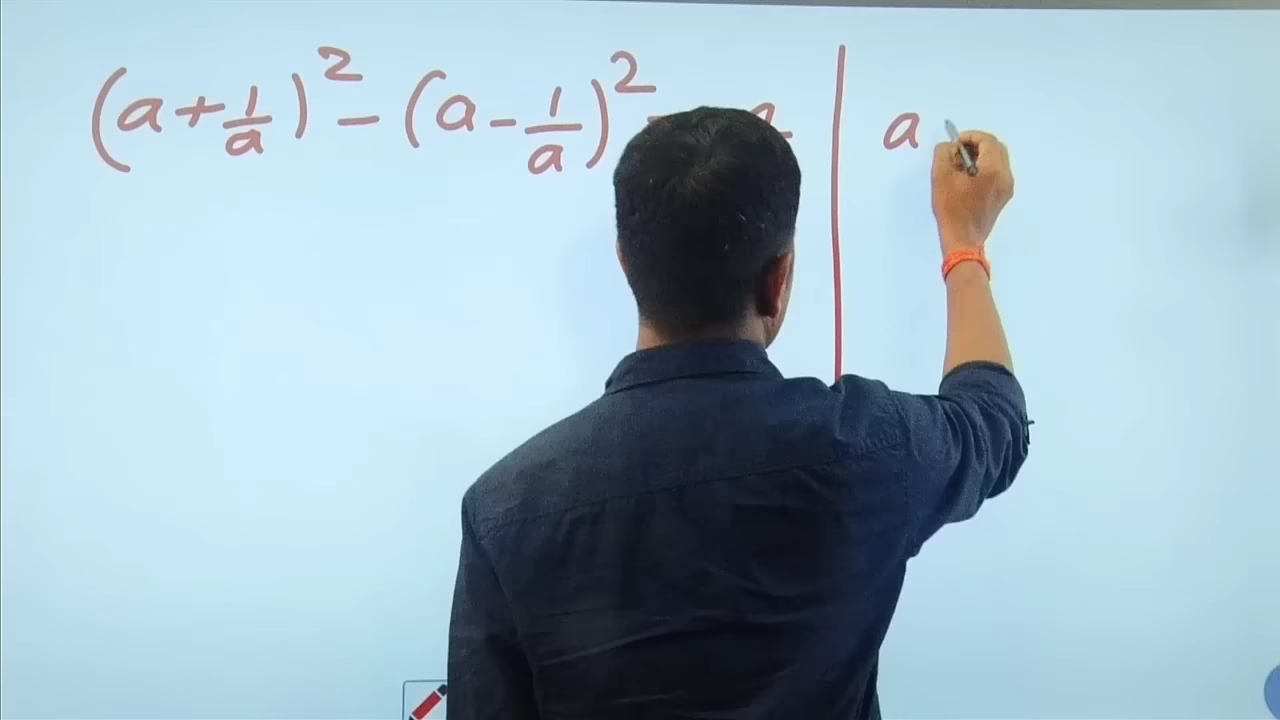 (a + 1/a)² - (a - 1/a)²
a